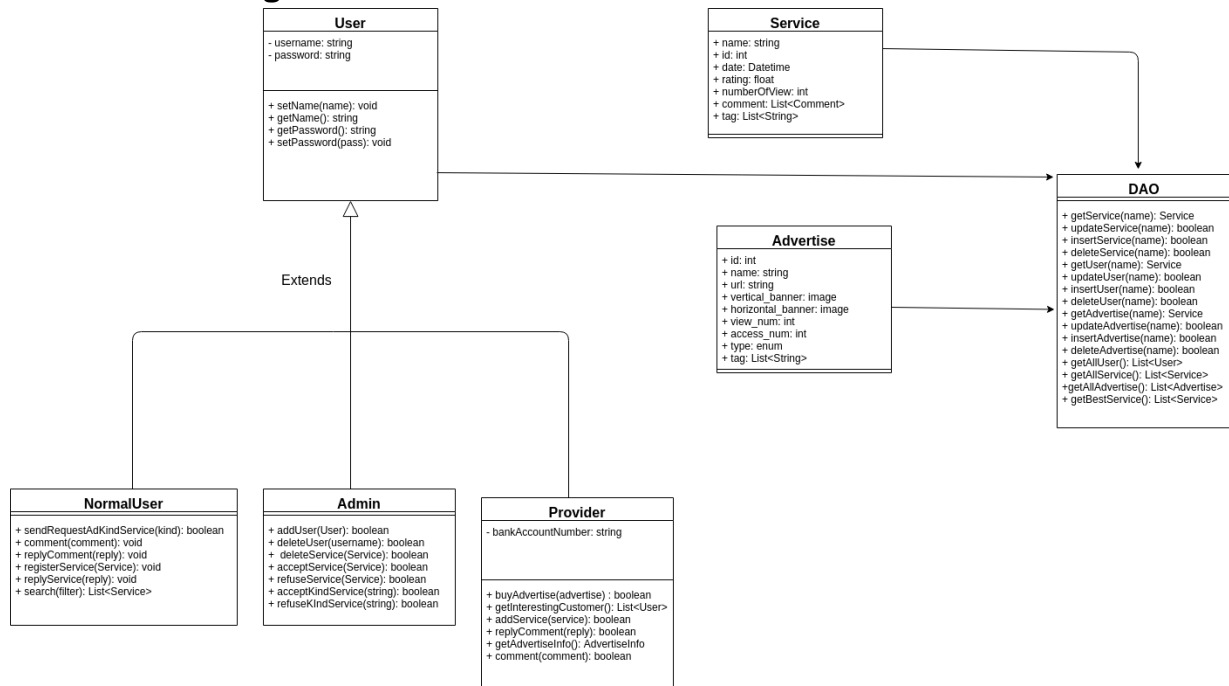 User
- username: string
- password: string
+ setName(name): void
+ getName(): string
+ getPassword(): string
+ setPassword(pass): void
Service
+ name: string
+ id: int
+ date: Datetime
+ rating: float
+ numberOfView: int
+ comment: List<Comment>
+ tag: List<String>
DAO
+ getService(name): Service
+ updateService(name): boolean
+ insertService(name): boolean
+ deleteService(name): boolean
+ getUser(name): Service
+ updateUser(name): boolean
+ insertUser(name): boolean
+ deleteUser(name): boolean
+ getAdvertise(name): Service
+ updateAdvertise(name): boolean
+ insertAdvertise(name): boolean
+ deleteAdvertise(name): boolean
+ getAllUser(): List<User>
+ getAllService(): List<Service>
+getAllAdvertise(): List<Advertise>
+ getBestService(): List<Service>
Advertise
+ id: int
+ name: string
+ url: string
+ vertical_banner: image
+ horizontal_banner: image
+ view_num: int
+ access_num: int
+ type: enum
+ tag: List<String>
Extends
NormalUser
+ sendRequestAdKindService(kind): boolean
+ comment(comment): void
+ replyComment(reply): void
+ registerService(Service): void
+ replyService(reply): void
+ search(filter): List<Service>
Admin
+ addUser(User): boolean
+ deleteUser(username): boolean
+ deleteService(Service): boolean
+ acceptService(Service): boolean
+ refuseService(Service): boolean
+ acceptKindService(string): boolean
+ refuseKIndService(string): boolean
Provider
- bankAccountNumber: string
+ buyAdvertise(advertise) : boolean
+ getInterestingCustomer(): List<User>
+ addService(service): boolean
+ replyComment(reply): boolean
+ getAdvertiseInfo(): AdvertiseInfo
+ comment(comment): boolean